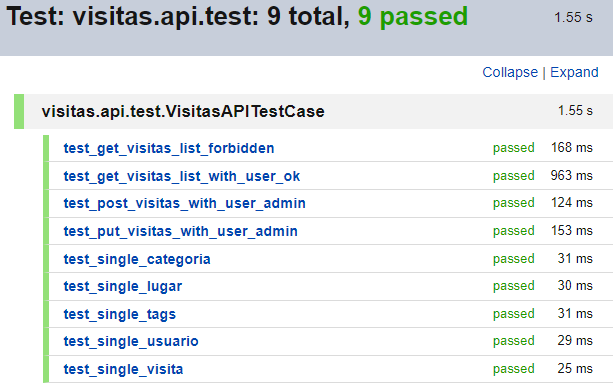 Test: visitas.api.test: 9 total, 9 passed 1.55 s
Collapse | Expand
visitas.api.test.VisitasAPITestCase 1.55 s
test_get_visitas_list_forbidden passed 168 ms
test_get_visitas_list_with_user_ok passed 963 ms
test_post_visitas_with_user_admin passed 124 ms
test_put_visitas_with_user_admin passed 153 ms
test_single_categoria passed 31 ms
test_single_lugar passed 30 ms
test_single_tags passed 31 ms
test_single_usuario passed 29 ms
test_single_visita passed 25 ms